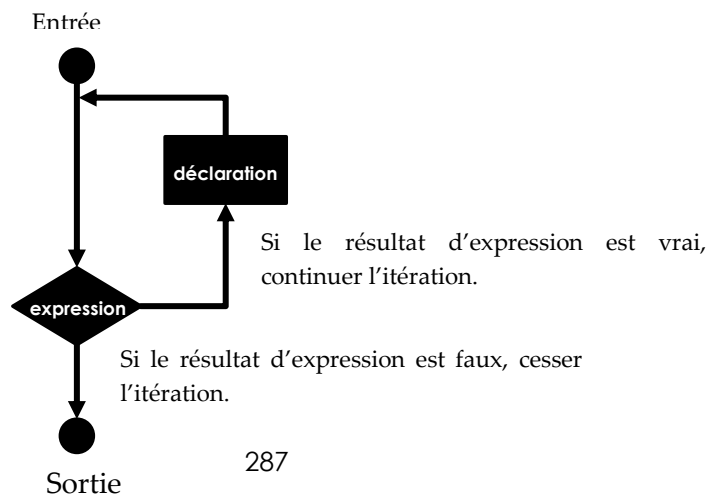 Entrée
déclaration
Si le résultat d’expression est vrai,
continuer l’itération.
expression
Si le résultat d’expression est faux, cesser
l’itération.
287
Sortie